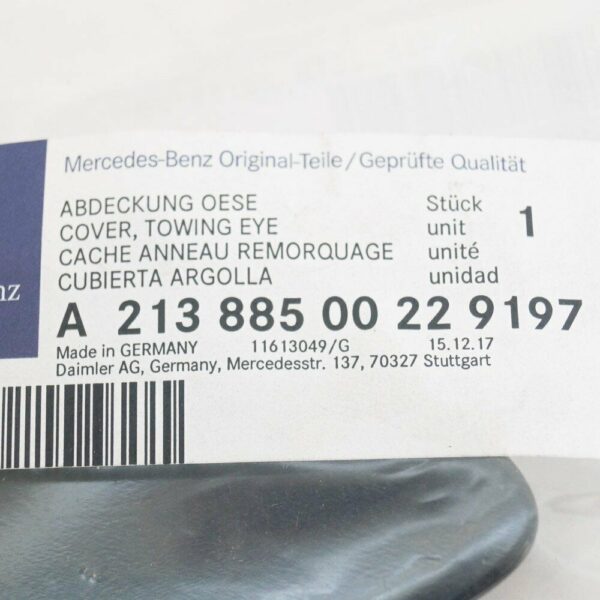 Mercedes-Benz Original-Teile/Geprüfte Qualität
ABDECKUNG OESE Stück 1
COVER, TOWING EYE unit
CACHE ANNEAU REMORQUAGE unité
CUBIERTA ARGOLLA unidad
nz
A 213 885 00 22 9197
Made in GERMANY 11613049/G 15.12.17
Daimler AG, Germany, Mercedesstr. 137, 70327 Stuttgart